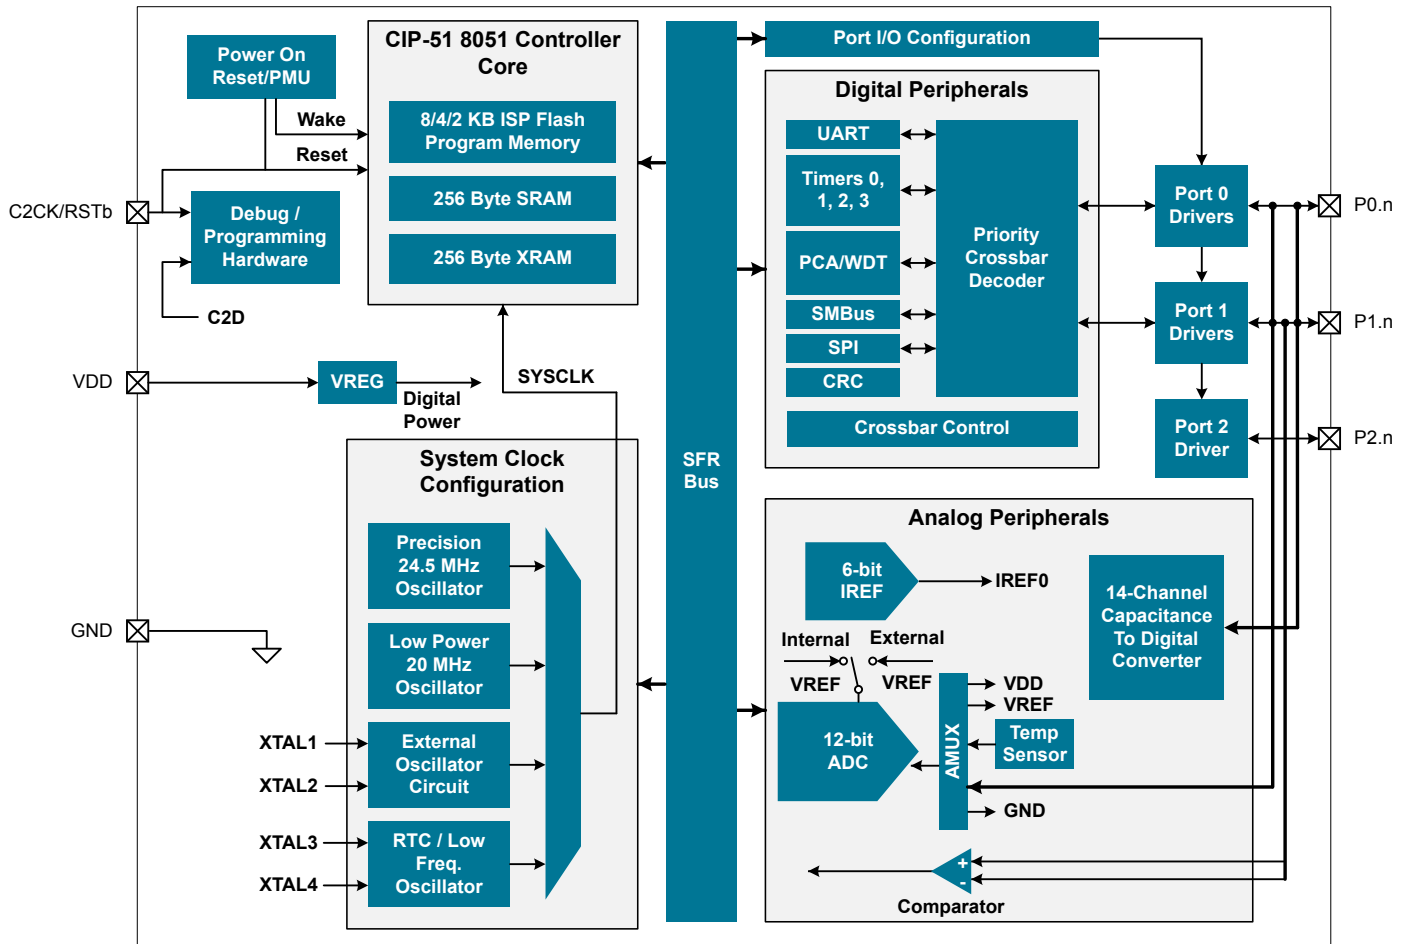 Power On
Reset/PMU
Wake
Reset
C2CK/RSTb
Debug /
Programming
Hardware
C2D
VDD
VREG
Digital
Power
GND
CIP-51 8051 Controller
Core
8/4/2 KB ISP Flash
Program Memory
256 Byte SRAM
256 Byte XRAM
SYSCLK
System Clock
Configuration
Precision
24.5 MHz
Oscillator
Low Power
20 MHz
Oscillator
XTAL1
XTAL2
External
Oscillator
Circuit
XTAL3
XTAL4
RTC / Low
Freq.
Oscillator
SFR
Bus
Port I/O Configuration
Digital Peripherals
UART
Timers 0,
1, 2, 3
PCA/WDT
SMBus
SPI
CRC
Priority
Crossbar
Decoder
Crossbar Control
Port 0
Drivers
P0.n
Port 1
Drivers
P1.n
Port 2
Driver
P2.n
Analog Peripherals
6-bit
IREF
IREF0
14-Channel
Capacitance
To Digital
Converter
Internal
VREF
External
VREF
12-bit
ADC
AMUX
VDD
VREF
Temp
Sensor
GND
+
-
Comparator